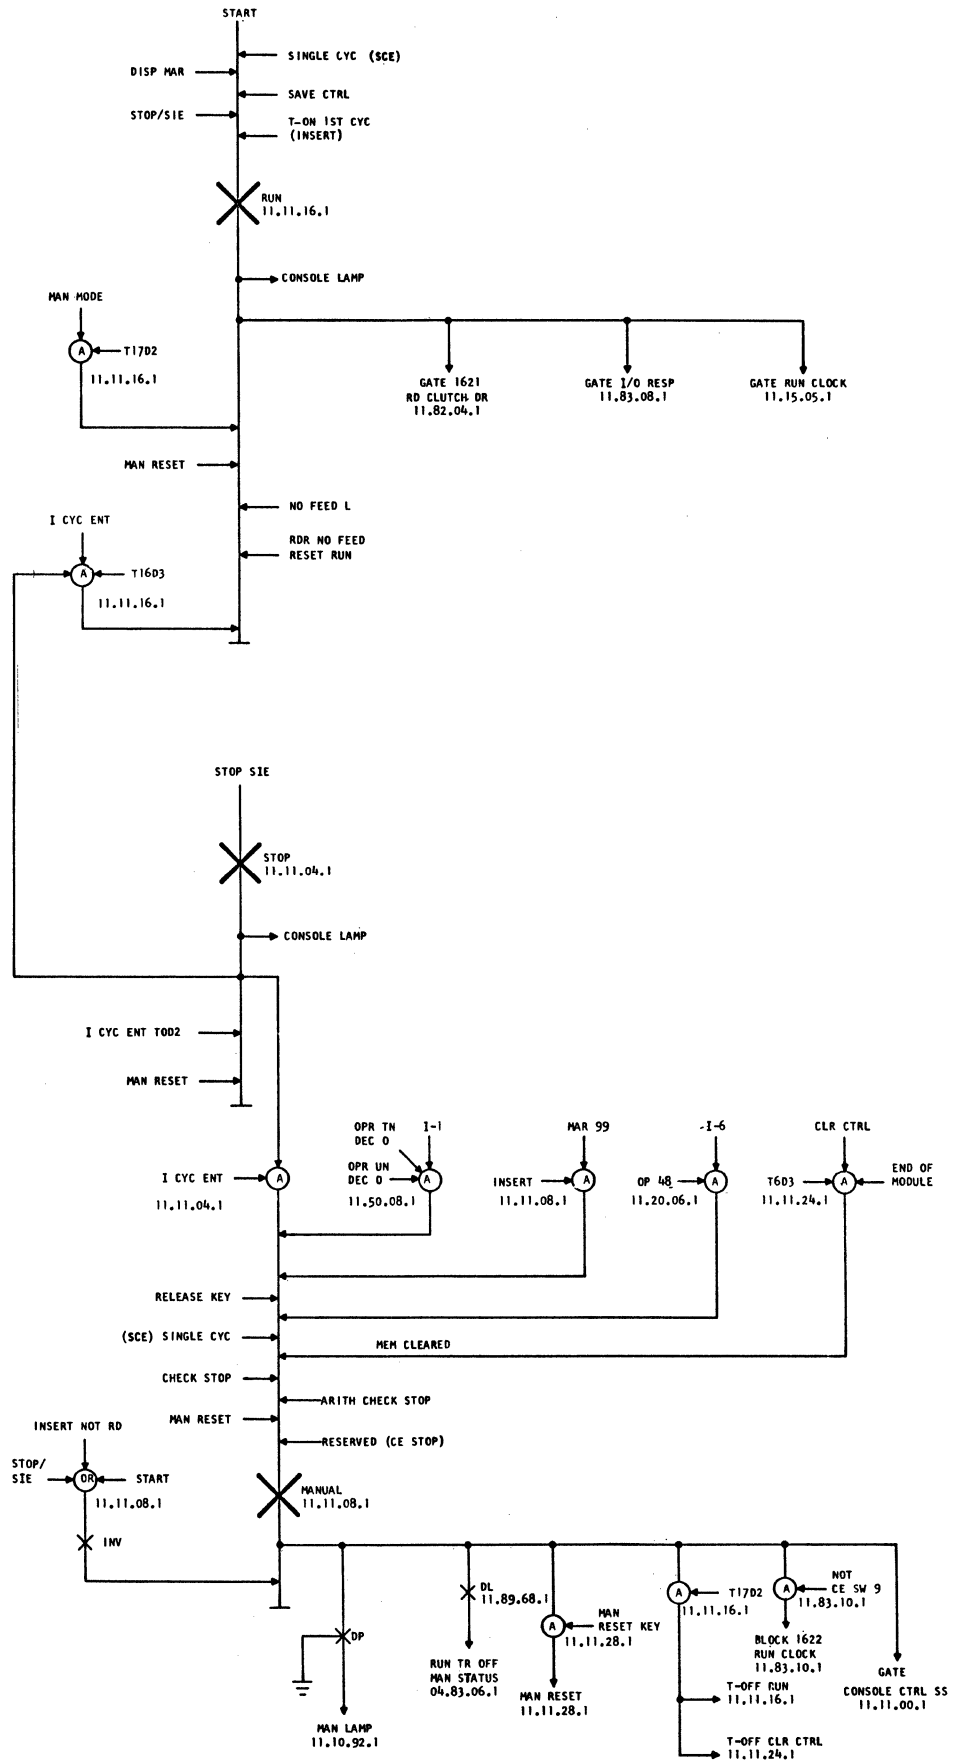 START
SINGLE CYC (SCE)
DISP MAR
SAVE CTRL
STOP/SIE
T-ON 1ST CYC
(INSERT)
RUN
11.11.16.1
CONSOLE LAMP
MAN MODE
A
T17D2
11.11.16.1
GATE 1621
RD CLUTCH DR
11.82.04.1
GATE I/O RESP
11.83.08.1
GATE RUN CLOCK
11.15.05.1
MAN RESET
NO FEED L
I CYC ENT
RDR NO FEED
RESET RUN
A
T16D3
11.11.16.1
STOP SIE
STOP
11.11.04.1
CONSOLE LAMP
I CYC ENT TOD2
MAN RESET
OPR TN
DEC 0
I-1
MAR 99
-I-6
CLR CTRL
I CYC ENT
A
11.11.04.1
OPR UN
DEC 0
A
11.50.08.1
INSERT
A
11.11.08.1
OP 48
A
11.20.06.1
T6D3
A
11.11.24.1
END OF
MODULE
RELEASE KEY
(SCE) SINGLE CYC
MEM CLEARED
CHECK STOP
ARITH CHECK STOP
MAN RESET
RESERVED (CE STOP)
INSERT NOT RD
STOP/
SIE
OR
START
11.11.08.1
MANUAL
11.11.08.1
INV
DL
11.89.68.1
A
T17D2
11.11.16.1
A
NOT
CE SW 9
11.83.10.1
DP
A
MAN
RESET KEY
11.11.28.1
BLOCK 1622
RUN CLOCK
11.83.10.1
RUN TR OFF
MAN STATUS
04.83.06.1
MAN RESET
11.11.28.1
T-OFF RUN
11.11.16.1
GATE
CONSOLE CTRL SS
11.11.00.1
MAN LAMP
11.10.92.1
T-OFF CLR CTRL
11.11.24.1